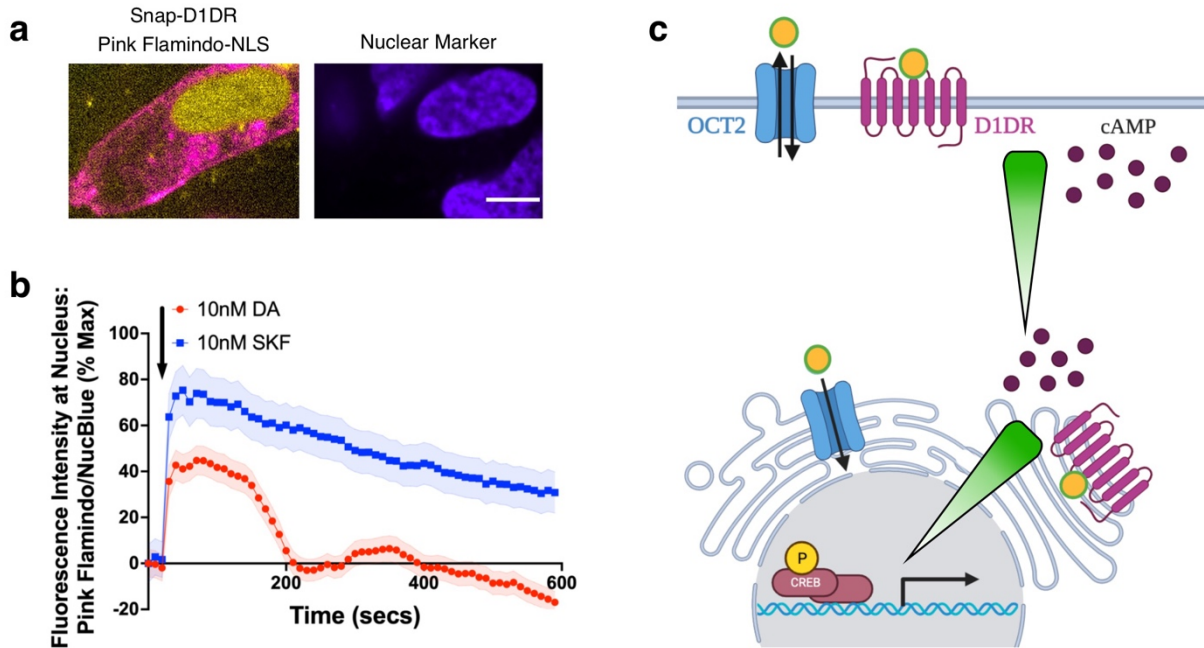 a
Snap-D1DR
Pink Flamindo-NLS
Nuclear Marker
b
Fluorescence Intensity at Nucleus:
Pink Flamindo/NucBlue (% Max)
10nM DA
10nM SKF
100
80
60
40
20
0
-20
200
400
600
Time (secs)
c
OCT2
D1DR
cAMP
P
CREB